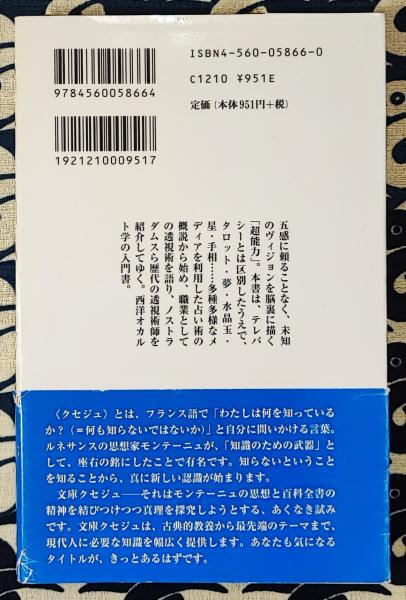 ISBN4-560-05866-0
C1210 ¥951E
定価(本体951円+税)
9784560058664
1921210009517
五感に頼ることなく、未知
のヴィジョンを脳裏に描く
「超能力」。本書は、テレパ
シーとは区別したうえで、
タロット・夢・水晶玉・
星・手相……多種多様なメ
ディアを利用した占い術の
概説から始め、職業として
の透視術を語り、ノストラ
ダムスら歴代の透視術師を
紹介してゆく。西洋オカル
ト学の入門書。
《クセジュ》とは、フランス語で「わたしは何を知っている
か?(=何も知らないではないか)」と自分に問いかける言葉。
ルネサンスの思想家モンテーニュが、「知識のための武器」と
して、座右の銘にしたことで有名です。知らないということ
を知ることから、真に新しい認識が始まります。
文庫クセジュ――それはモンテーニュの思想と百科全書の
精神を結びつけつつ真理を探究しようとする、あくなき試み
です。文庫クセジュは、古典的教養から最先端のテーマまで、
現代人に必要な知識を幅広く提供します。あなたも気になる
タイトルが、きっとあるはずです。